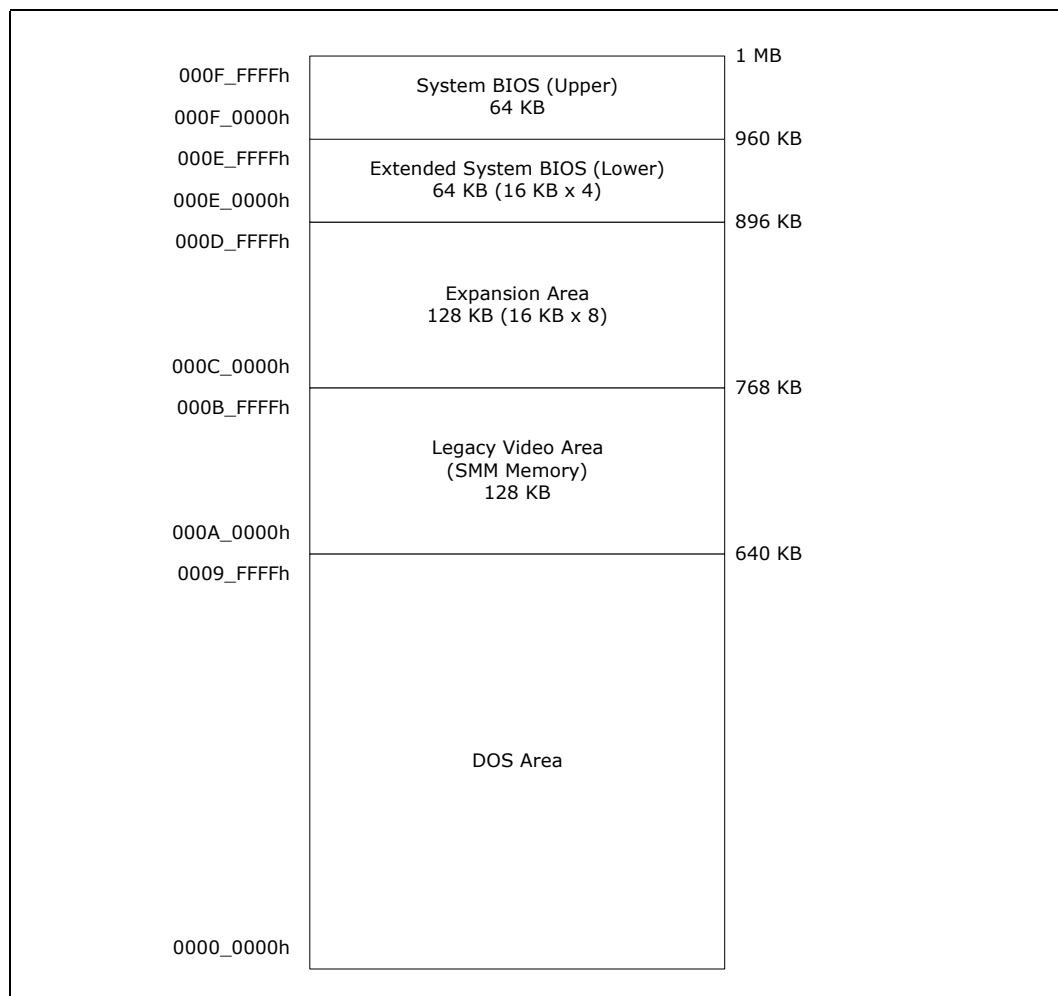 1 MB
000F_FFFFh
System BIOS (Upper)
64 KB
000F_0000h
960 KB
000E_FFFFh
Extended System BIOS (Lower)
64 KB (16 KB x 4)
000E_0000h
896 KB
000D_FFFFh
Expansion Area
128 KB (16 KB x 8)
000C_0000h
768 KB
000B_FFFFh
Legacy Video Area
(SMM Memory)
128 KB
000A_0000h
640 KB
0009_FFFFh
DOS Area
0000_0000h